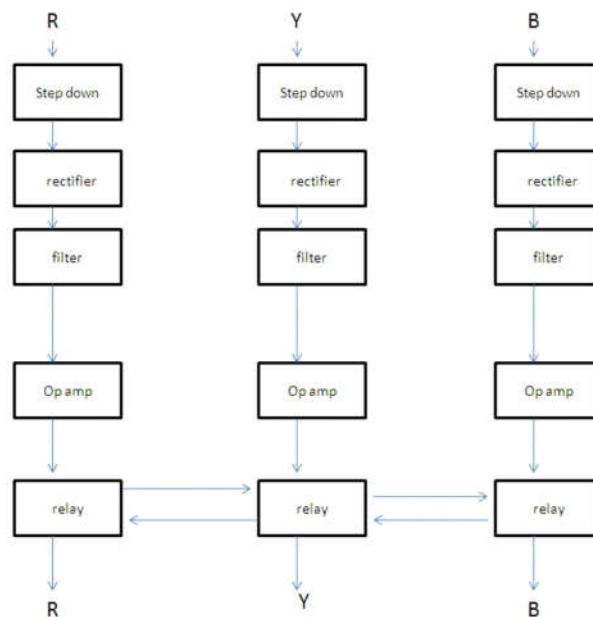 R Y B
Step down Step down Step down
rectifier rectifier rectifier
filter filter filter
Op amp Op amp Op amp
relay relay relay
R Y B